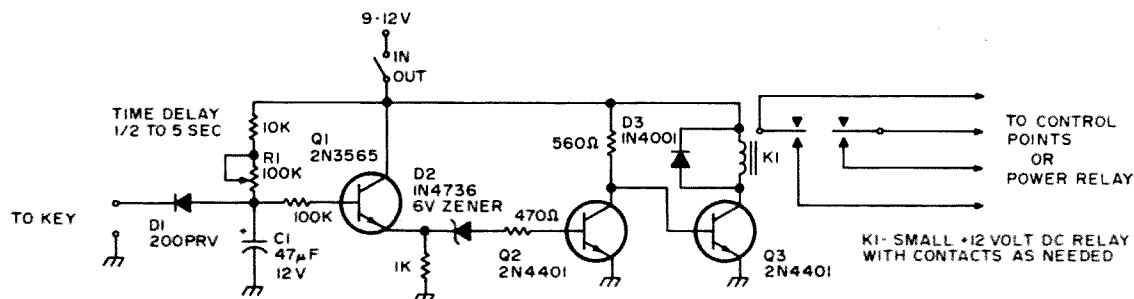 9-12V
IN
OUT
TIME DELAY
1/2 TO 5 SEC
10K
R1
100K
Q1
2N3565
D2
1N4736
6V ZENER
560Ω
D3
1N4001
K1
TO CONTROL
POINTS
OR
POWER RELAY
TO KEY
D1
200PRV
100K
+
C1
47µF
12V
1K
470Ω
Q2
2N4401
Q3
2N4401
K1- SMALL +12 VOLT DC RELAY
WITH CONTACTS AS NEEDED